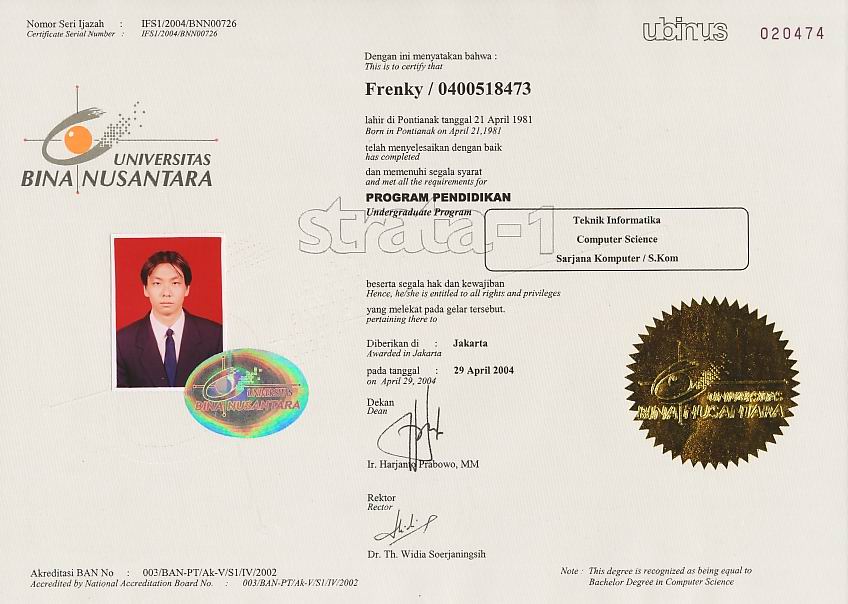 Nomor Seri Ijazah : IFS1/2004/BNN00726
Certificate Serial Number : IFS1/2004/BNN00726
ubinus
020474
UNIVERSITAS
BINA NUSANTARA
Dengan ini menyatakan bahwa :
This is to certify that
Frenky / 0400518473
lahir di Pontianak tanggal 21 April 1981
Born in Pontianak on April 21,1981
telah menyelesaikan dengan baik
has completed
dan memenuhi segala syarat
and met all the requirements for
PROGRAM PENDIDIKAN
Undergraduate Program
strata-1
Teknik Informatika
Computer Science
Sarjana Komputer / S.Kom
beserta segala hak dan kewajiban
Hence, he/she is entitled to all rights and privileges
yang melekat pada gelar tersebut.
pertaining there to
Diberikan di : Jakarta
Awarded in Jakarta
pada tanggal : 29 April 2004
on April 29, 2004
UNIVERSITAS
BINA NUSANTARA
UNIVERSITAS
BINA NUSANTARA
Dekan
Dean
Ir. Harjanto Prabowo, MM
Rektor
Rector
Dr. Th. Widia Soerjaningsih
Akreditasi BAN No : 003/BAN-PT/Ak-V/S1/IV/2002
Accredited by National Accreditation Board No. : 003/BAN-PT/Ak-V/S1/IV/2002
Note : This degree is recognized as being equal to
Bachelor Degree in Computer Science